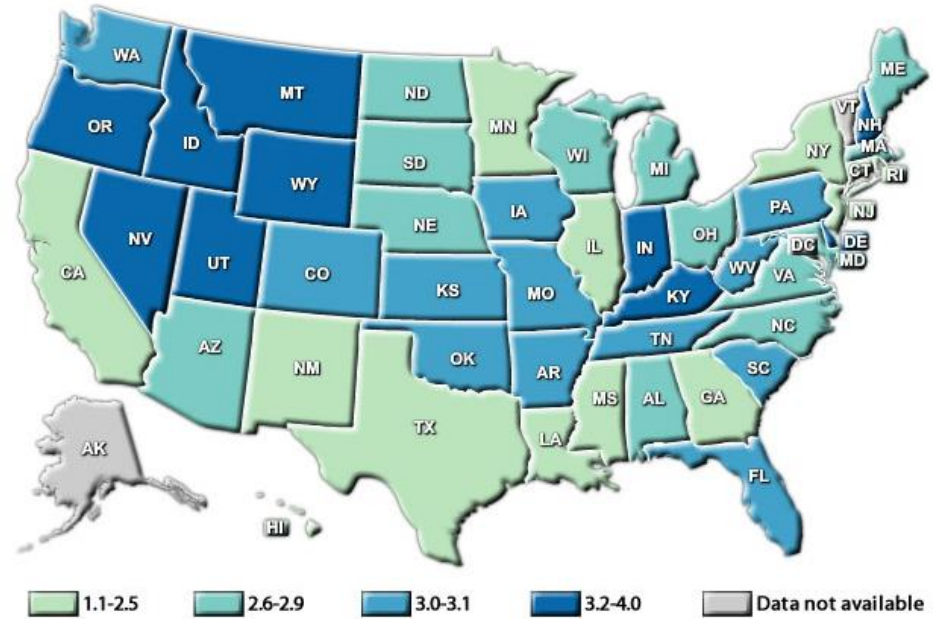 WA
MT
ND
MN
ME
VT
NH
OR
ID
WY
SD
WI
MI
NY
MA
CT
RI
NV
UT
CO
NE
IA
IL
IN
OH
PA
NJ
CA
KS
MO
KY
WV
DC
DE
MD
VA
AZ
NM
OK
AR
TN
NC
SC
TX
LA
MS
AL
GA
FL
AK
HI
1.1-2.5
2.6-2.9
3.0-3.1
3.2-4.0
Data not available